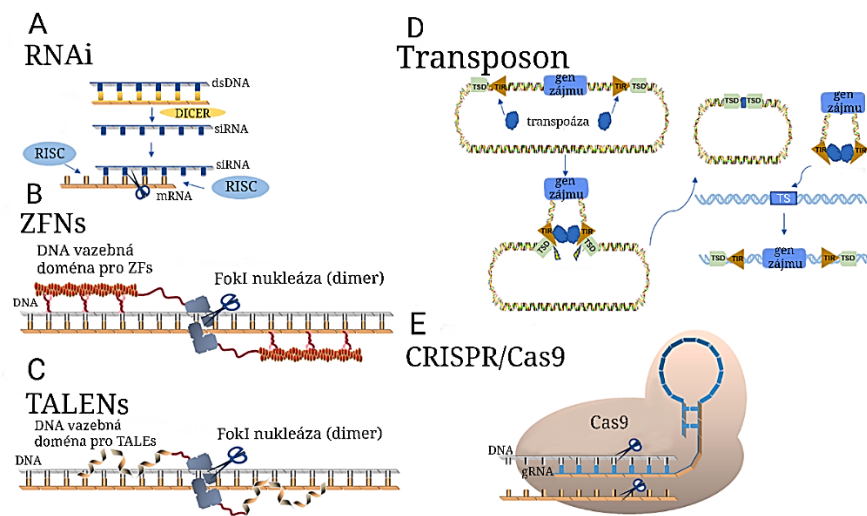 A
RNAi
dsDNA
DICER
siRNA
siRNA
RISC
mRNA
RISC
B
ZFNs
DNA vazebná
doména pro ZFs
FokI nukleáza (dimer)
DNA
C
TALENs
DNA vazebná
doména pro TALEs
FokI nukleáza (dimer)
DNA
D
Transposon
TSD
TIR
gen
zájmu
TIR
TSD
transpoáza
gen
zájmu
TIR
TIR
TSD
TSD
TSD
TSD
gen
zájmu
TIR
TIR
TS
TSD
TIR
gen
zájmu
TIR
TSD
E
CRISPR/Cas9
Cas9
DNA
gRNA